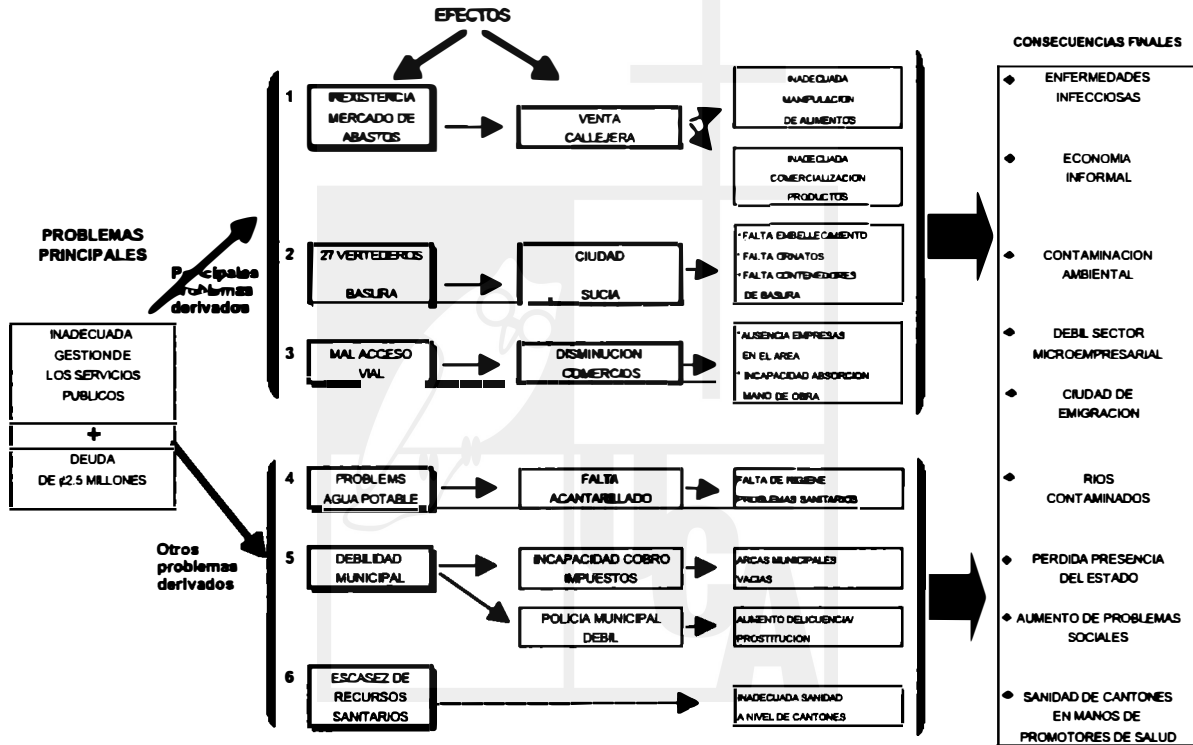 EFECTOS
CONSECUENCIAS FINALES
PROBLEMAS
PRINCIPALES
INADECUADA
GESTION DE
LOS SERVICIOS
PUBLICOS
+
DEUDA
DE ¢2.5 MILLONES
Principales
problemas
derivados
1
INEXISTENCIA
MERCADO DE
ABASTOS
VENTA
CALLEJERA
INADECUADA
MANIPULACION
DE ALIMENTOS
INADECUADA
COMERCIALIZACION
PRODUCTOS
2
27 VERTEDEROS
BASURA
CIUDAD
SUCIA
* FALTA EMBELLECIMIENTO
* FALTA ORNATOS
* FALTA CONTENEDORES
DE BASURA
3
MAL ACCESO
VIAL
DISMINUCION
COMERCIOS
* AUSENCIA EMPRESAS
EN EL AREA
* INCAPACIDAD ABSORCION
MANO DE OBRA
Otros
problemas
derivados
4
PROBLEMS
AGUA POTABLE
FALTA
ACANTARILLADO
FALTA DE HIGIENE
PROBLEMAS SANITARIOS
5
DEBILIDAD
MUNICIPAL
INCAPACIDAD COBRO
IMPUESTOS
ARCAS MUNICIPALES
VACIAS
POLICIA MUNICIPAL
DEBIL
AUMENTO DELICUENCIA/
PROSTITUCION
6
ESCASEZ DE
RECURSOS
SANITARIOS
INADECUADA SANIDAD
A NIVEL DE CANTONES
◆ ENFERMEDADES
INFECCIOSAS
◆ ECONOMIA
INFORMAL
◆ CONTAMINACION
AMBIENTAL
◆ DEBIL SECTOR
MICROEMPRESARIAL
◆ CIUDAD DE
EMIGRACION
◆ RIOS
CONTAMINADOS
◆ PERDIDA PRESENCIA
DEL ESTADO
◆ AUMENTO DE PROBLEMAS
SOCIALES
◆ SANIDAD DE CANTONES
EN MANOS DE
PROMOTORES DE SALUD
UCA